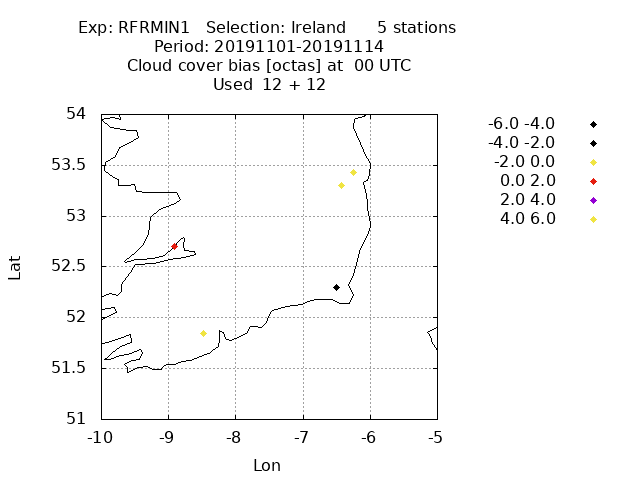 Exp: RFRMIN1 Selection: Ireland 5 stations
Period: 20191101-20191114
Cloud cover bias [octas] at 00 UTC
Used 12 + 12
-6.0 -4.0
-4.0 -2.0
-2.0 0.0
0.0 2.0
2.0 4.0
4.0 6.0
54
53.5
53
52.5
52
51.5
51
Lat
-10 -9 -8 -7 -6 -5
Lon